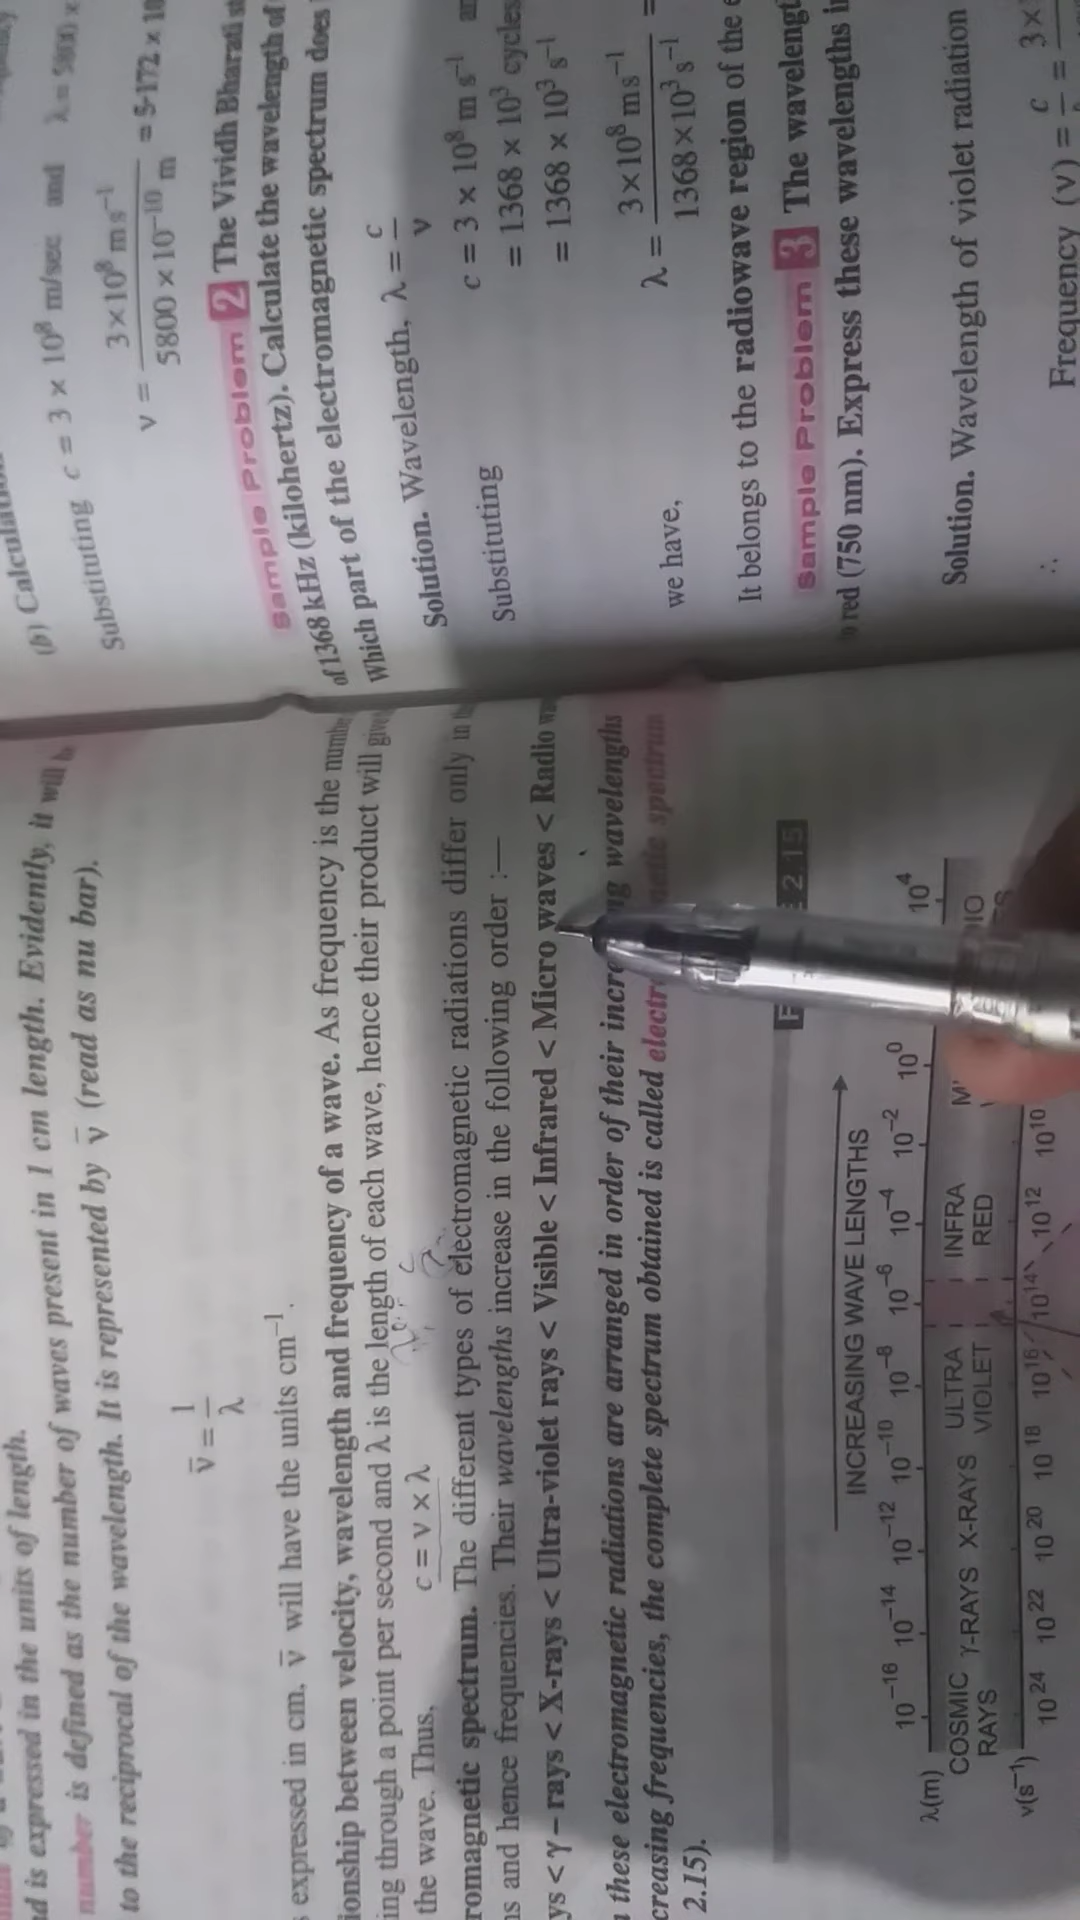 d is expressed in the units of length.
number is defined as the number of waves present in 1 cm length. Evidently, it will
to the reciprocal of the wavelength. It is represented by ν̄ (read as nu bar).
ν̄ = 1/λ
expressed in cm, ν̄ will have the units cm⁻¹.
ionship between velocity, wavelength and frequency of a wave. As frequency is the numbe
ing through a point per second and λ is the length of each wave, hence their product will give
the wave. Thus,
c = ν × λ
romagnetic spectrum. The different types of electromagnetic radiations differ only in
ns and hence frequencies. Their wavelengths increase in the following order :—
ys < γ – rays < X-rays < Ultra-violet rays < Visible < Infrared < Micro waves < Radio
these electromagnetic radiations are arranged in order of their incre ng wavelengths
creasing frequencies, the complete spectrum obtained is called electr netic spectrum
2.15).
F 2.15
INCREASING WAVE LENGTHS
λ(m) 10⁻¹⁶ 10⁻¹⁴ 10⁻¹² 10⁻¹⁰ 10⁻⁸ 10⁻⁶ 10⁻⁴ 10⁻² 10⁰ 10⁴
COSMIC RAYS
γ-RAYS
X-RAYS
ULTRA VIOLET
INFRA RED
M
IO
ES
ν(s⁻¹) 10²⁴ 10²² 10²⁰ 10¹⁸ 10¹⁶ 10¹⁴ 10¹² 10¹⁰
(b) Calculation
Substituting c = 3 × 10⁸ m/sec and λ = 5800 ×
ν = 3×10⁸ m s⁻¹ / 5800 × 10⁻¹⁰ m = 5·172 × 10
Sample Problem 2 The Vividh Bharati
of 1368 kHz (kilohertz). Calculate the wavelength of
Which part of the electromagnetic spectrum does
Solution. Wavelength, λ = c/ν
Substituting c = 3 × 10⁸ m s⁻¹
= 1368 × 10³ cycles
= 1368 × 10³ s⁻¹
we have, λ = 3×10⁸ m s⁻¹ / 1368×10³ s⁻¹ =
It belongs to the radiowave region of the
Sample Problem 3 The wavelengt
red (750 nm). Express these wavelengths in
Solution. Wavelength of violet radiation
∴ Frequency (ν) = c = 3×